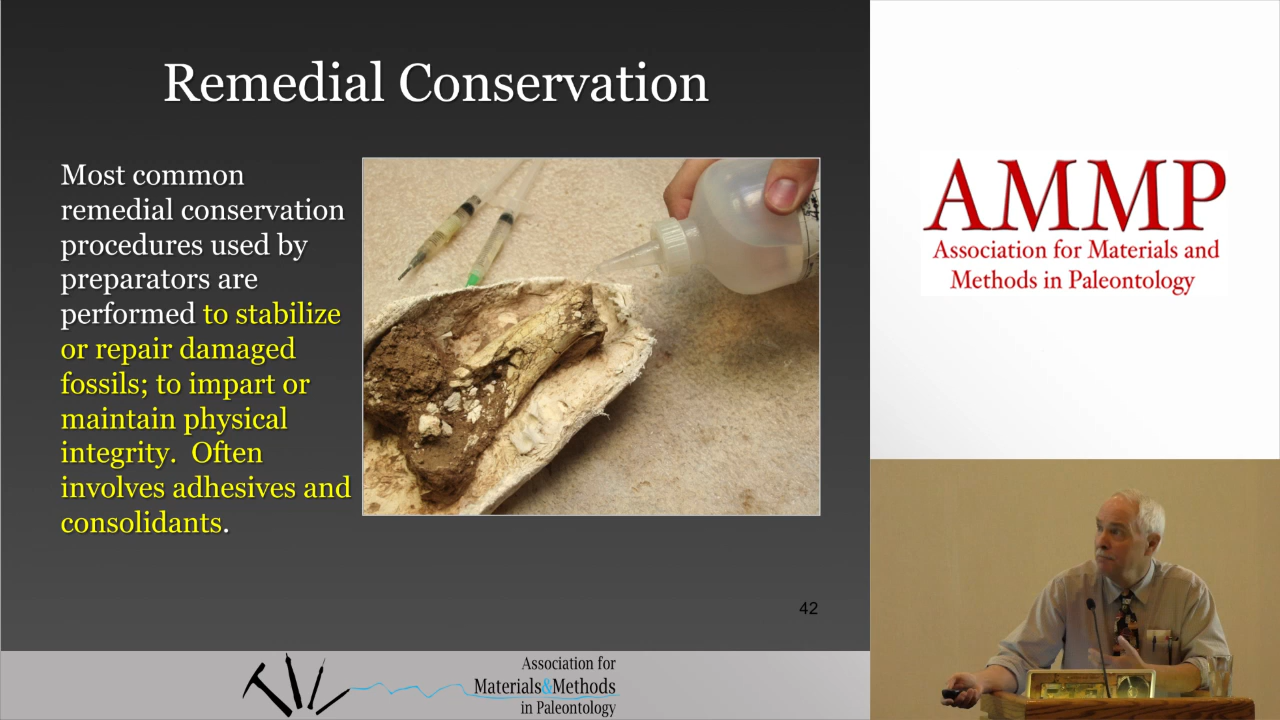 Remedial Conservation
Most common
remedial conservation
procedures used by
preparators are
performed to stabilize
or repair damaged
fossils; to impart or
maintain physical
integrity.  Often
involves adhesives and
consolidants.
42
Association for
Materials&Methods
in Paleontology
AMMP
Association for Materials and
Methods in Paleontology